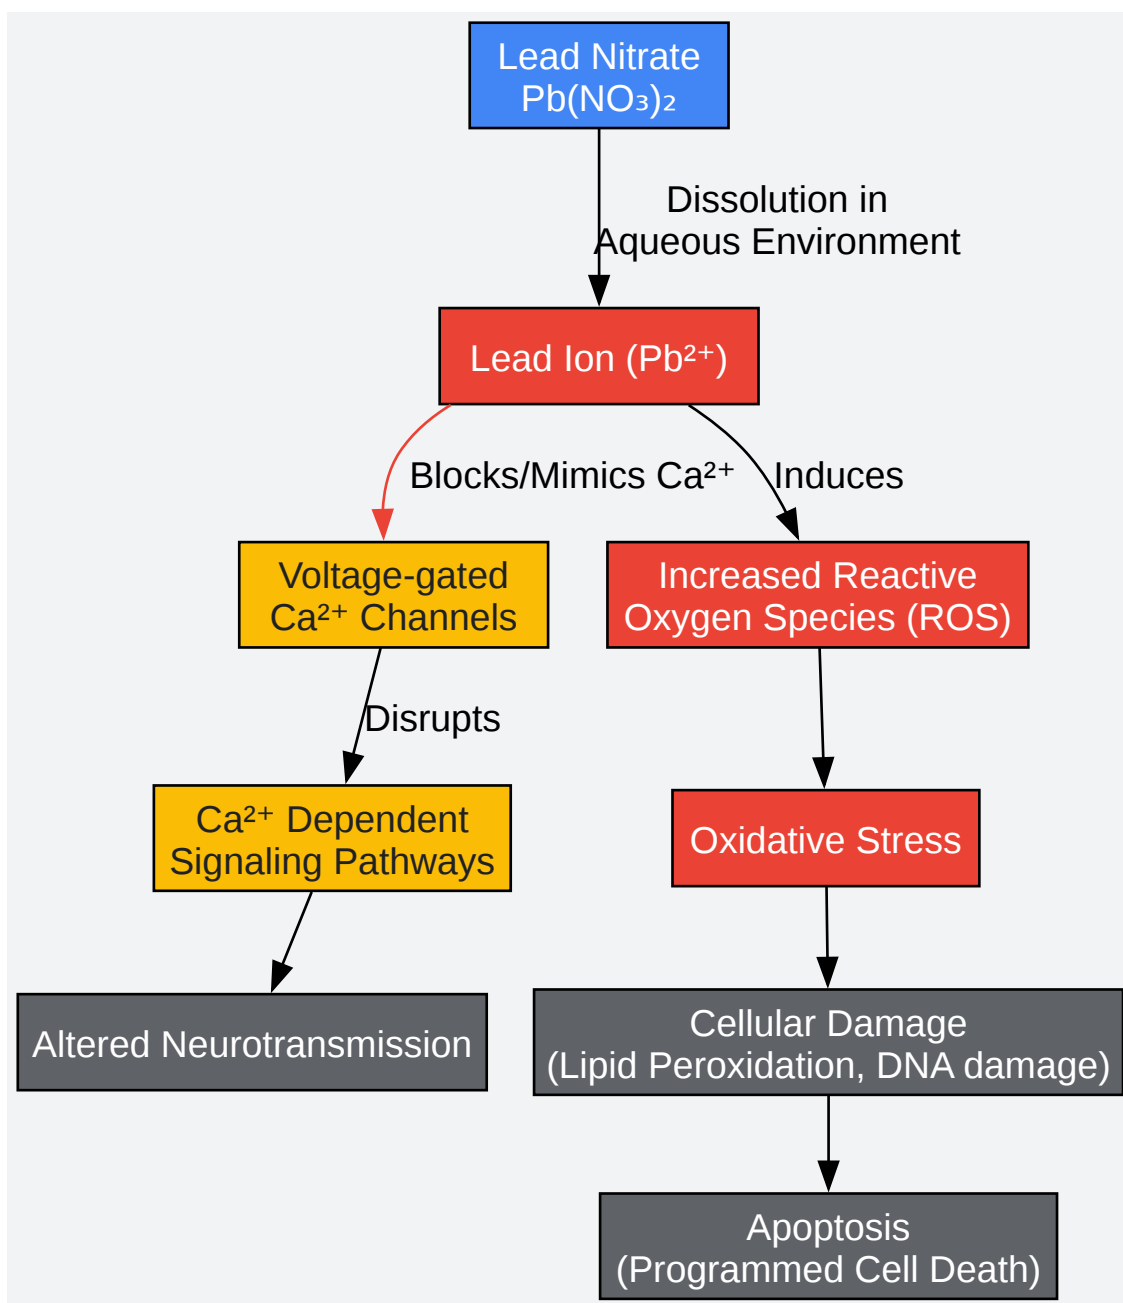 Lead Nitrate
Pb(NO₃)₂
Dissolution in
Aqueous Environment
Lead Ion (Pb²⁺)
Blocks/Mimics Ca²⁺
Induces
Voltage-gated
Ca²⁺ Channels
Increased Reactive
Oxygen Species (ROS)
Disrupts
Ca²⁺ Dependent
Signaling Pathways
Oxidative Stress
Altered Neurotransmission
Cellular Damage
(Lipid Peroxidation, DNA damage)
Apoptosis
(Programmed Cell Death)